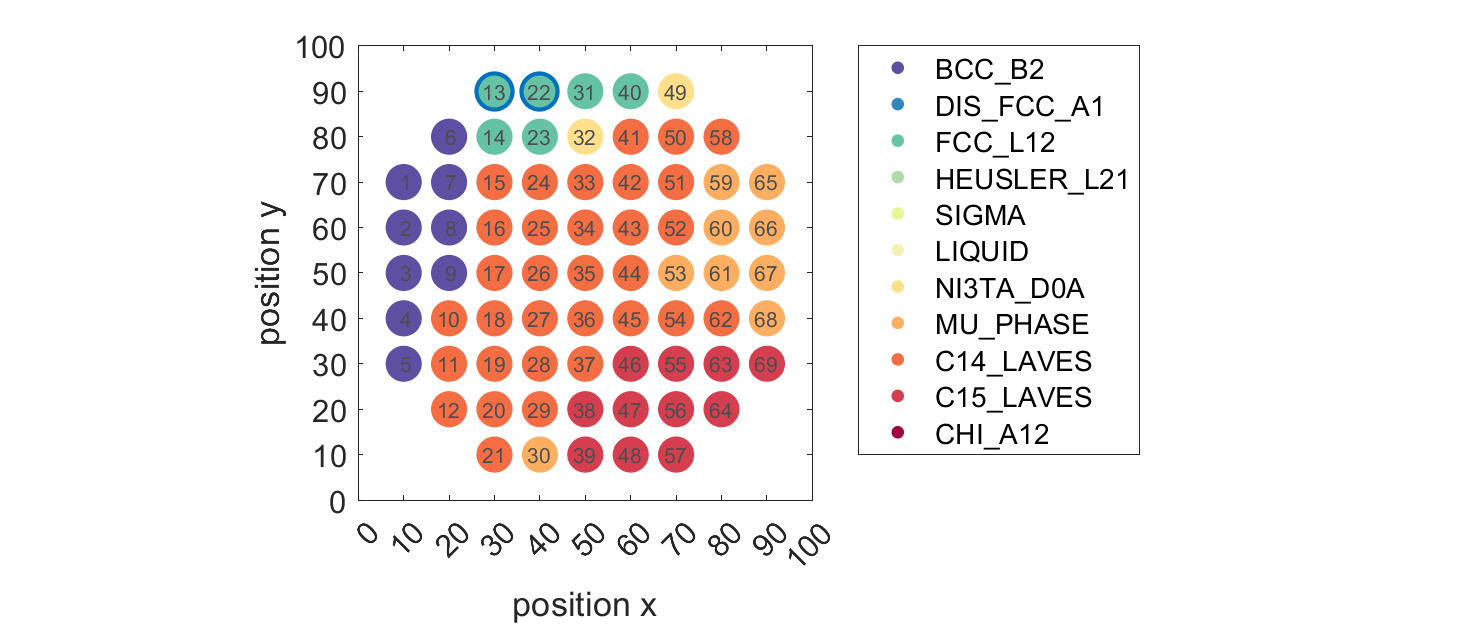 100
90
80
70
60
50
40
30
20
10
0
position y
13 22 31 40 49
6 14 23 32 41 50 58
1 7 15 24 33 42 51 59 65
2 8 16 25 34 43 52 60 66
3 9 17 26 35 44 53 61 67
4 10 18 27 36 45 54 62 68
5 11 19 28 37 46 55 63 69
12 20 29 38 47 56 64
21 30 39 48 57
0 10 20 30 40 50 60 70 80 90 100
position x
BCC_B2
DIS_FCC_A1
FCC_L12
HEUSLER_L21
SIGMA
LIQUID
NI3TA_D0A
MU_PHASE
C14_LAVES
C15_LAVES
CHI_A12